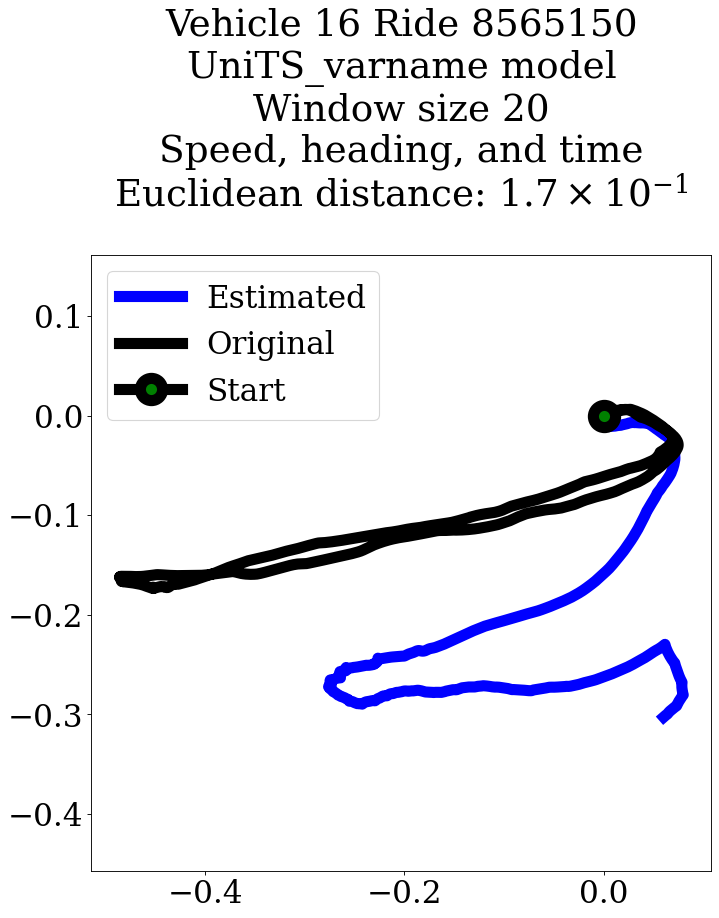 Vehicle 16 Ride 8565150
UniTS_varname model
Window size 20
Speed, heading, and time
Euclidean distance: 1.7 × 10⁻¹
Estimated
Original
Start
0.1
0.0
−0.1
−0.2
−0.3
−0.4
−0.4
−0.2
0.0